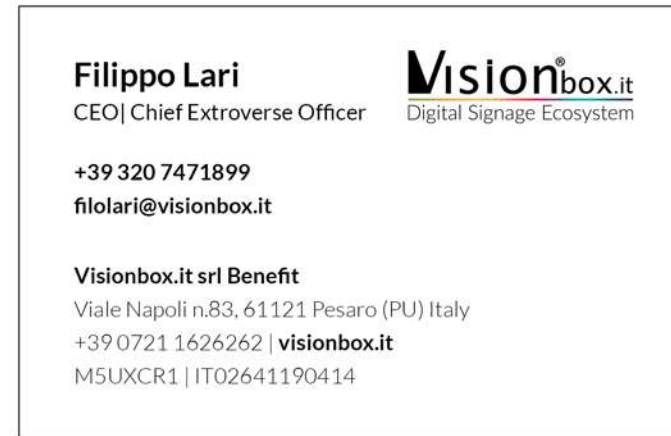 Filippo Lari
CEO| Chief Extroverse Officer
Visionbox.it®
Digital Signage Ecosystem
+39 320 7471899
filolari@visionbox.it
Visionbox.it srl Benefit
Viale Napoli n.83, 61121 Pesaro (PU) Italy
+39 0721 1626262 | visionbox.it
M5UXCR1 | IT02641190414